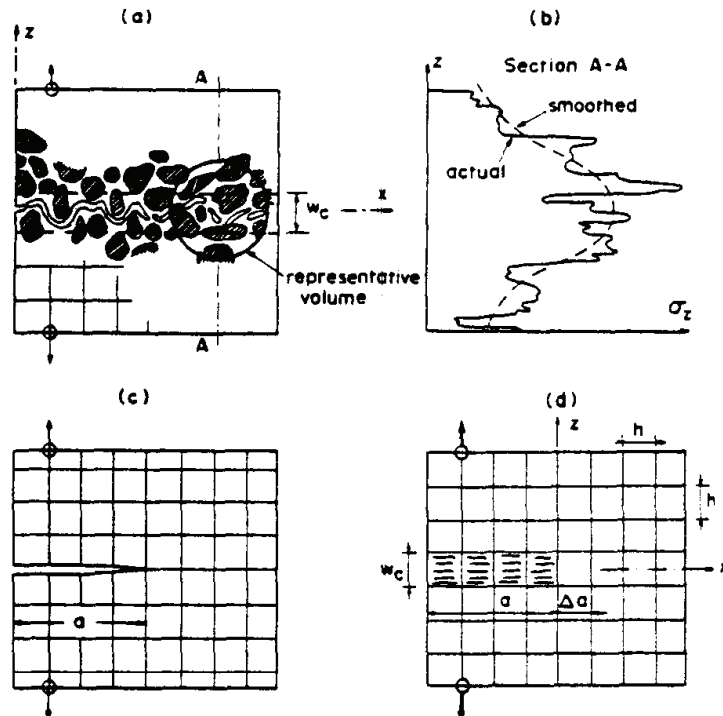 (a)
z
A
x
w_c
representative
volume
A
(b)
z
Section A-A
smoothed
actual
σ_z
(c)
a
(d)
z
h
h
w_c
x
a
Δa